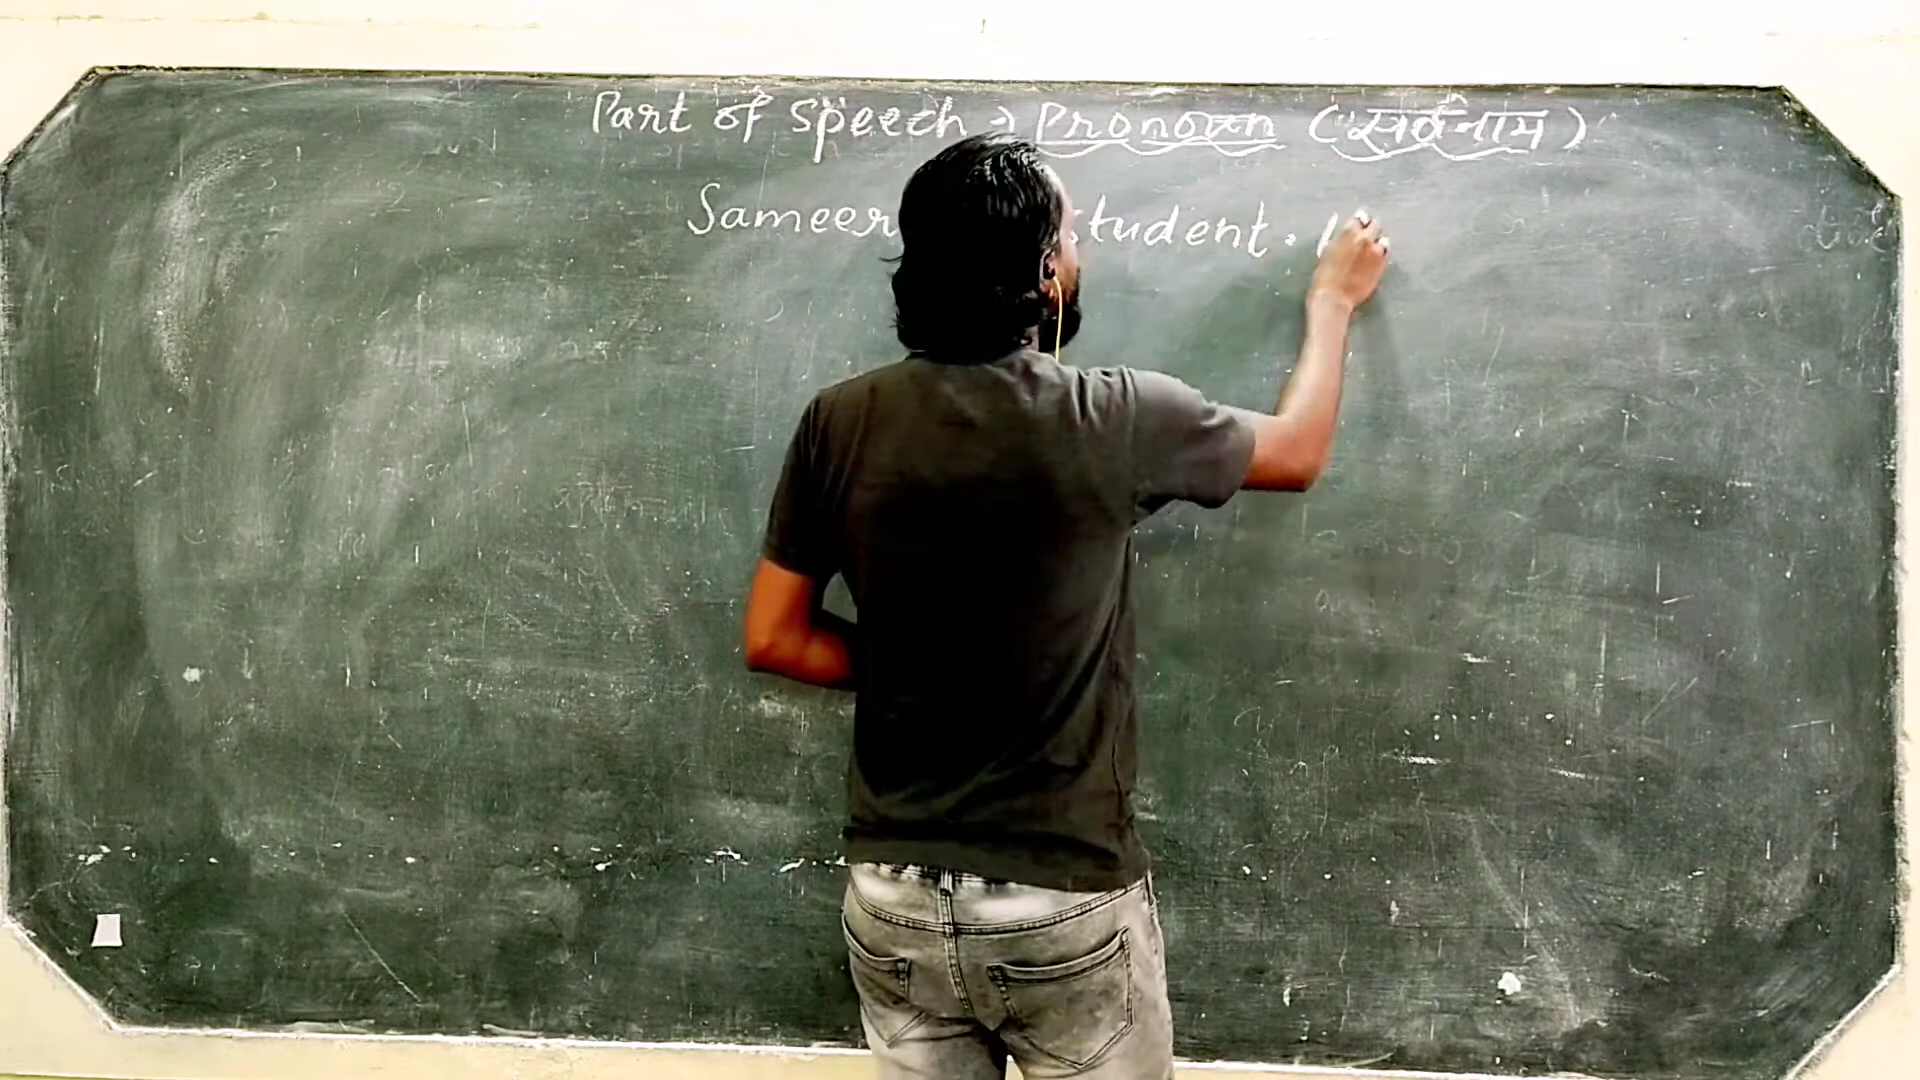 Part of speech → Pronoun (सर्वनाम)
Sameer student.